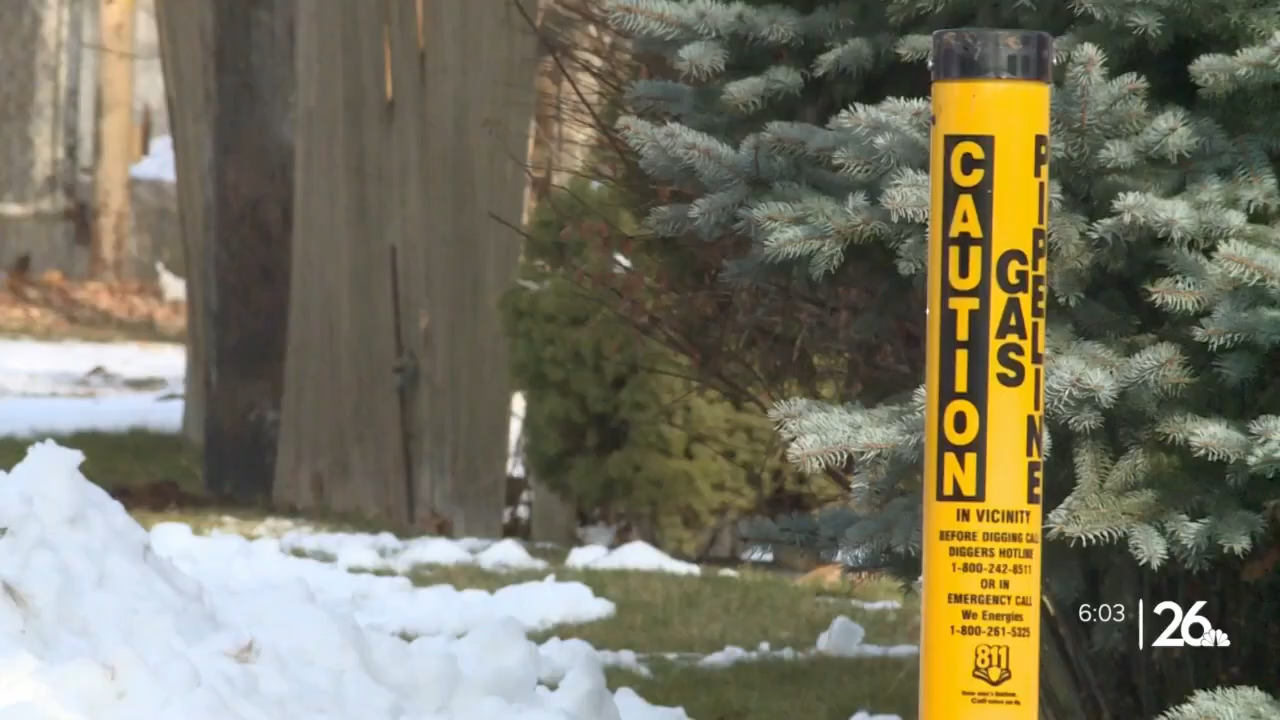 CAUTION
GAS
PIPELINE
IN VICINITY
BEFORE DIGGING CALL
DIGGERS HOTLINE
1-800-242-8511
OR IN
EMERGENCY CALL
We Energies
1-800-261-5325
811
6:03
26